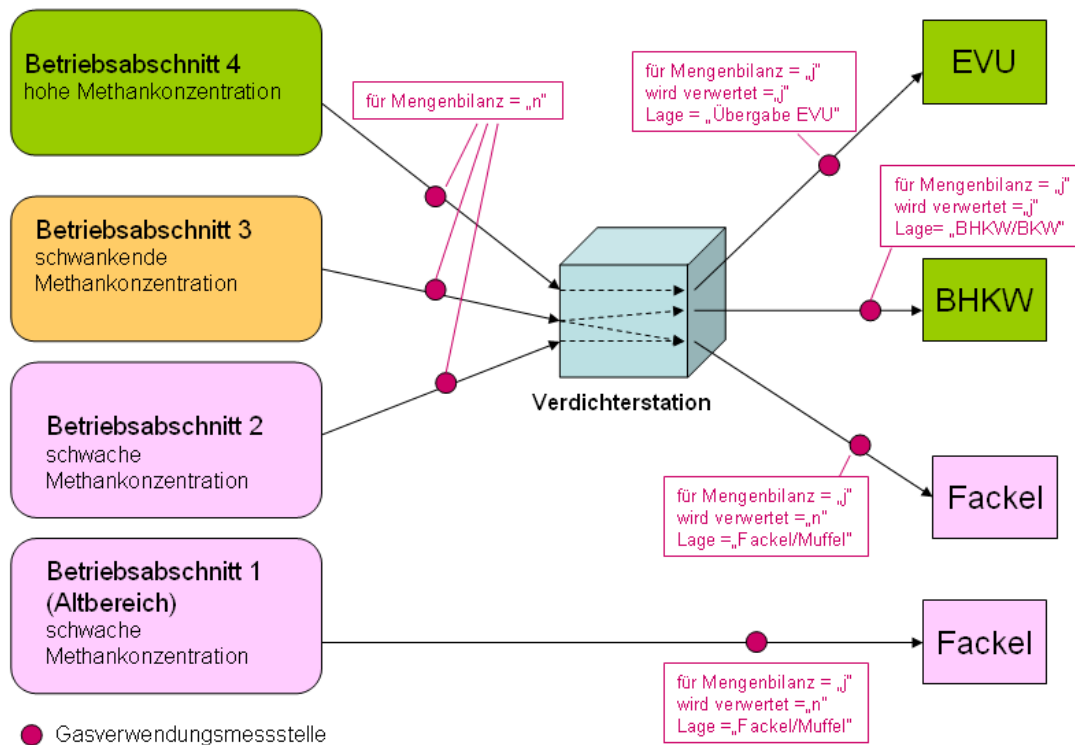 Betriebsabschnitt 4
hohe Methankonzentration
für Mengenbilanz = „n"
für Mengenbilanz = „j"
wird verwertet =„j"
Lage = „Übergabe EVU"
EVU
Betriebsabschnitt 3
schwankende
Methankonzentration
für Mengenbilanz = „j"
wird verwertet =„j"
Lage= „BHKW/BKW"
BHKW
Verdichterstation
Betriebsabschnitt 2
schwache
Methankonzentration
für Mengenbilanz = „j"
wird verwertet =„n"
Lage =„Fackel/Muffel"
Fackel
Betriebsabschnitt 1
(Altbereich)
schwache
Methankonzentration
Fackel
für Mengenbilanz = „j"
wird verwertet =„n"
Lage =„Fackel/Muffel"
Gasverwendungsmessstelle